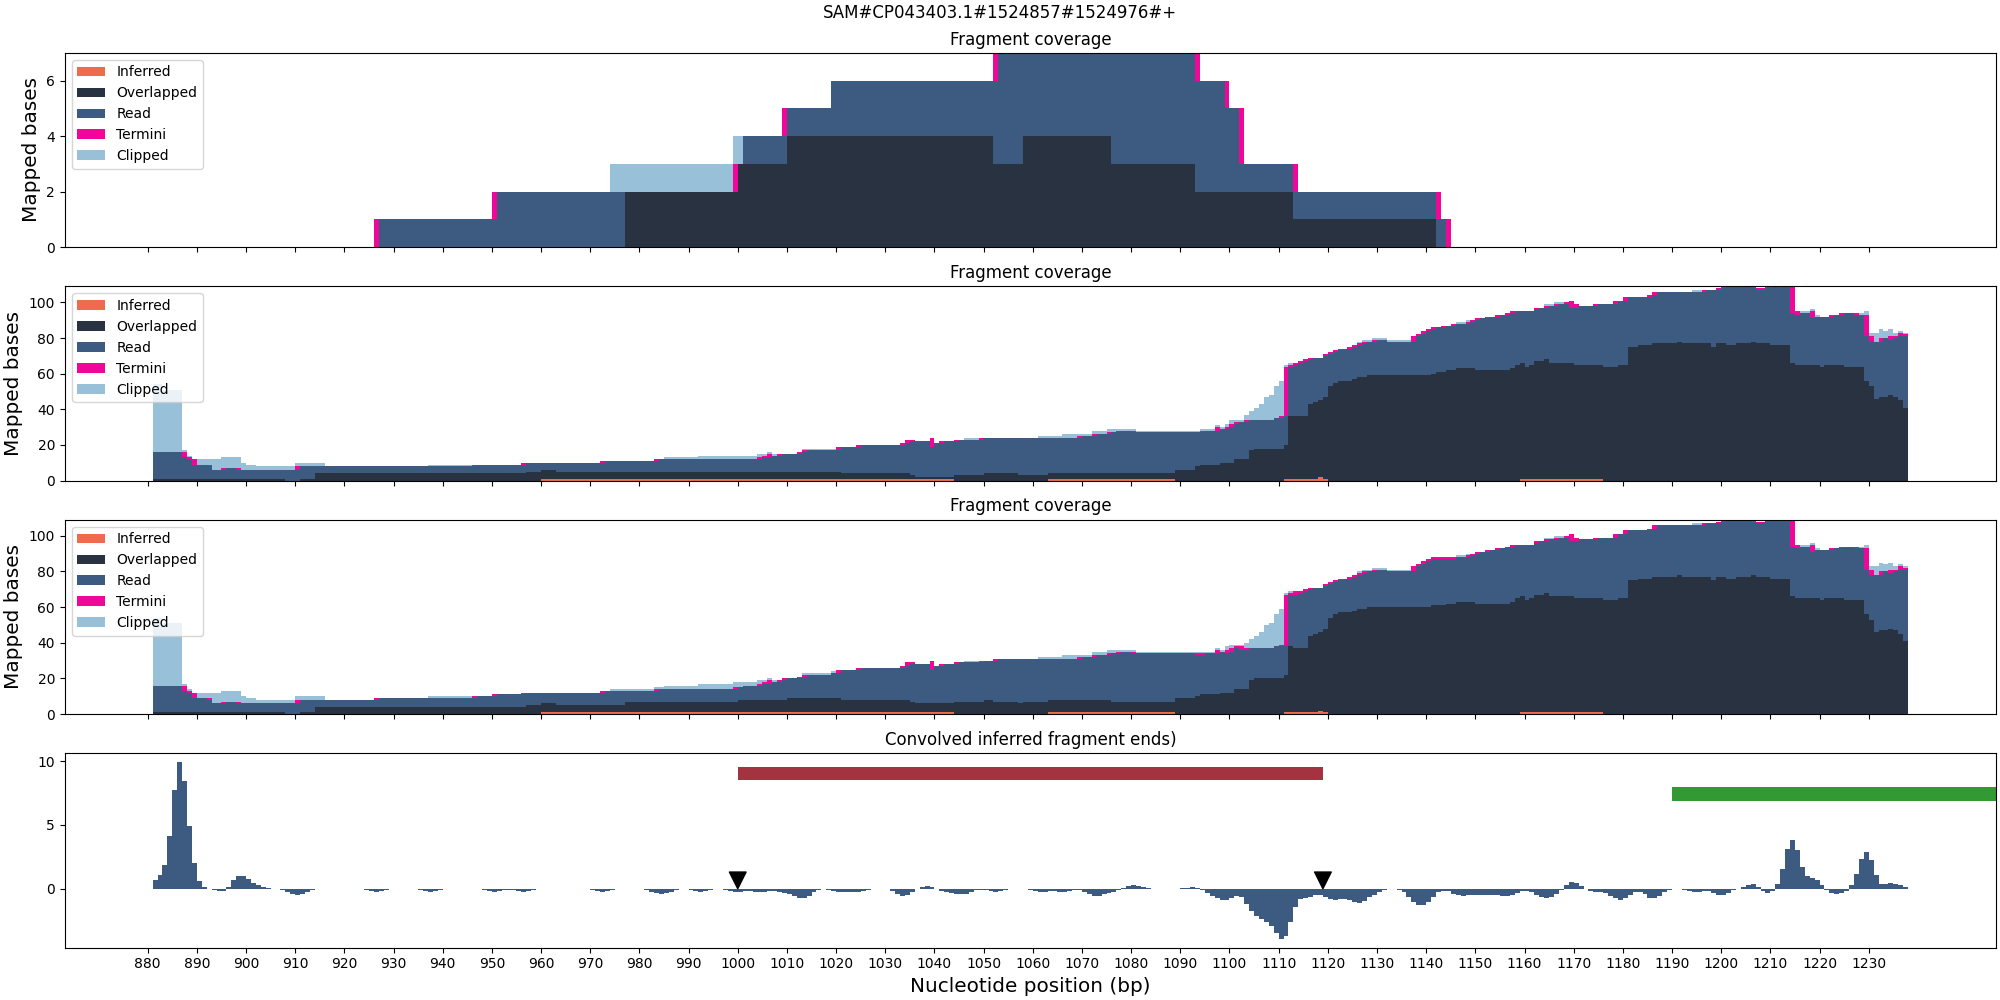 SAM#CP043403.1#1524857#1524976#+
Fragment coverage
Mapped bases
6
4
2
0
Inferred
Overlapped
Read
Termini
Clipped
Fragment coverage
Mapped bases
100
80
60
40
20
0
Inferred
Overlapped
Read
Termini
Clipped
Fragment coverage
Mapped bases
100
80
60
40
20
0
Inferred
Overlapped
Read
Termini
Clipped
Convolved inferred fragment ends)
10
5
0
880 890 900 910 920 930 940 950 960 970 980 990 1000 1010 1020 1030 1040 1050 1060 1070 1080 1090 1100 1110 1120 1130 1140 1150 1160 1170 1180 1190 1200 1210 1220 1230
Nucleotide position (bp)